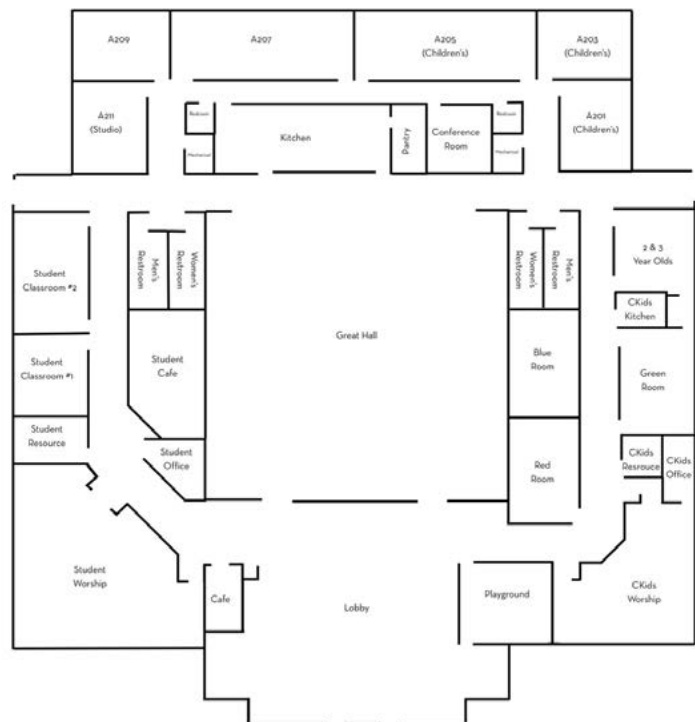 A209
A207
A205
(Children's)
A203
(Children's)
A211
(Studio)
Restroom
Mechanical
Kitchen
Pantry
Conference
Room
Restroom
Mechanical
A201
(Children's)
Student
Classroom #2
Men's
Restroom
Women's
Restroom
Women's
Restroom
Men's
Restroom
2 & 3
Year Olds
CKids
Kitchen
Great Hall
Student
Cafe
Blue
Room
Student
Classroom #1
Green
Room
Student
Resource
Student
Office
Red
Room
CKids
Resrouce
CKids
Office
Student
Worship
Cafe
Lobby
Playground
CKids
Worship